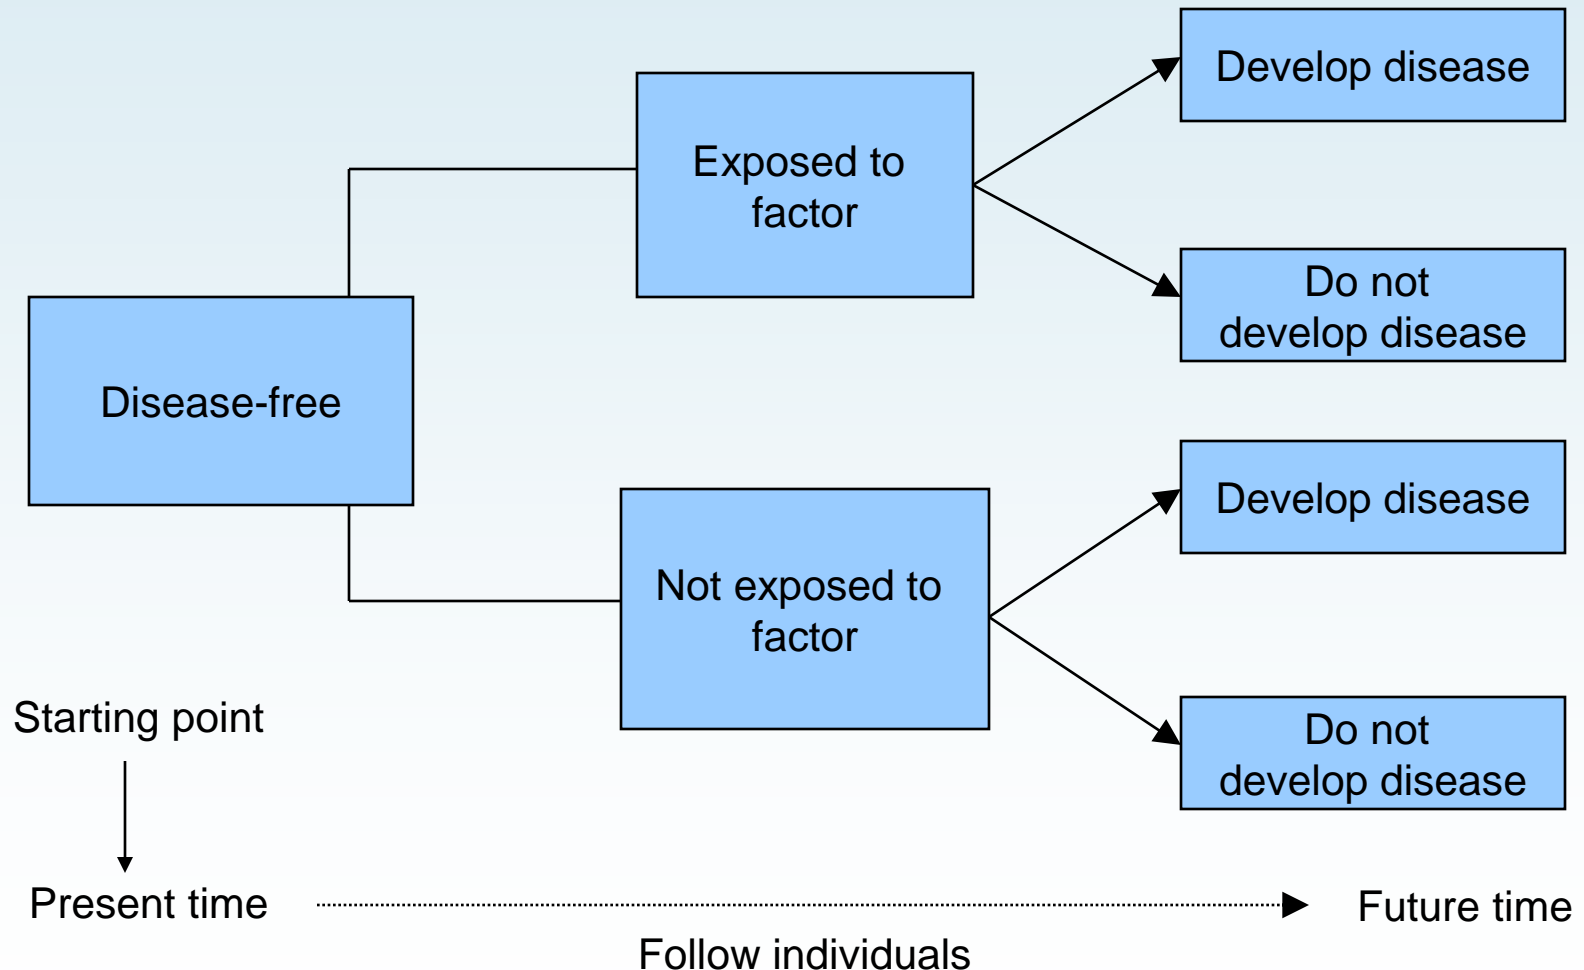 Develop disease
Exposed to
factor
Do not
develop disease
Disease-free
Develop disease
Not exposed to
factor
Do not
develop disease
Starting point
Present time
Future time
Follow individuals